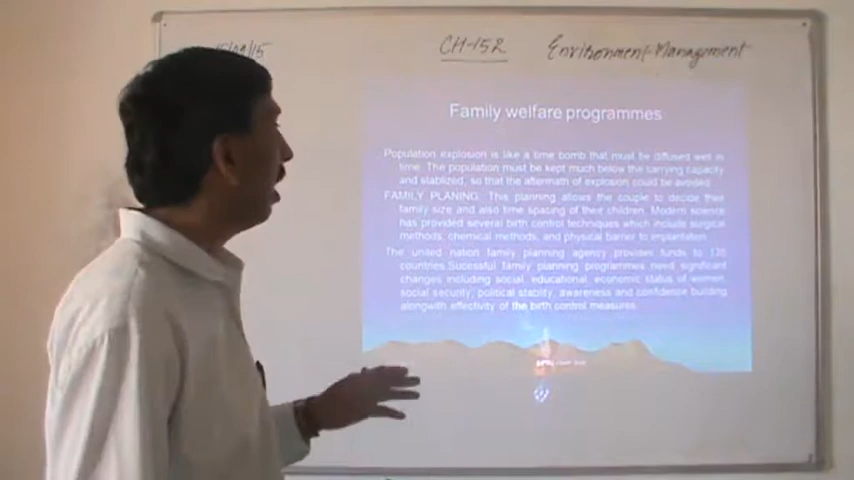 CH-152 Environment-Management
Family welfare programmes
Population explosion is like a time bomb that must be diffused well in
time. The population must be kept much below the carrying capacity
and stablized, so that the aftermath of explosion could be avoided.
FAMILY PLANING: This planning allows the couple to decide their
family size and also time spacing of their children. Modern science
has provided several birth control techniques which include surgical
methods, chemical methods, and physical barrier to implantation.
The united nation family planning agency provides funds to
countries.Sucessful family planning programmes need significant
changes including social, educational, economic status of women,
social security, political stability, awareness and confidence building
alongwith effectivity of the birth control measures.